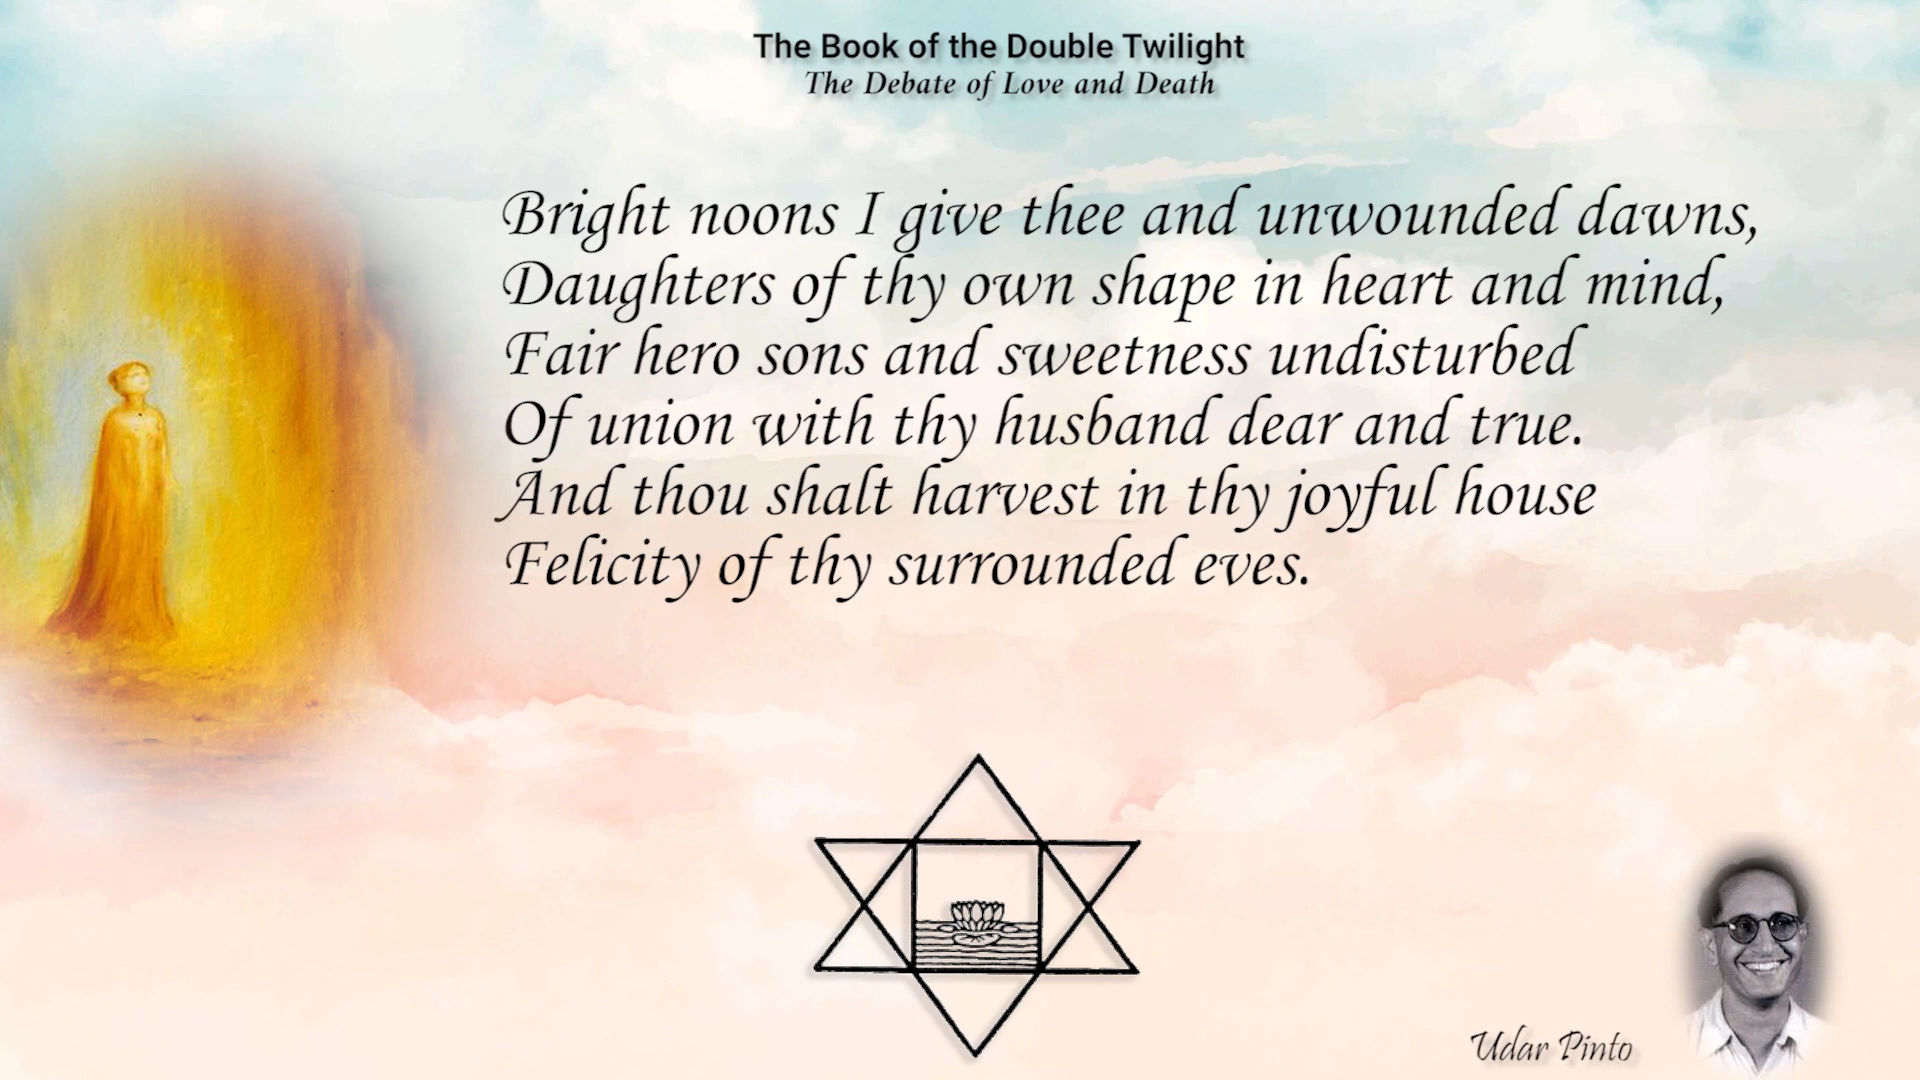 The Book of the Double Twilight
The Debate of Love and Death
Bright noons I give thee and unwounded dawns,
Daughters of thy own shape in heart and mind,
Fair hero sons and sweetness undisturbed
Of union with thy husband dear and true.
And thou shalt harvest in thy joyful house
Felicity of thy surrounded eves.
Udar Pinto